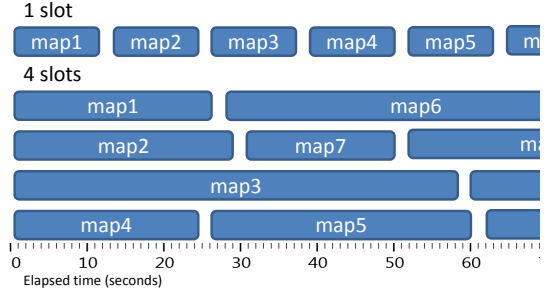 1 slot
map1 map2 map3 map4 map5
4 slots
map1 map6
map2 map7
map3
map4 map5
0 10 20 30 40 50 60
Elapsed time (seconds)